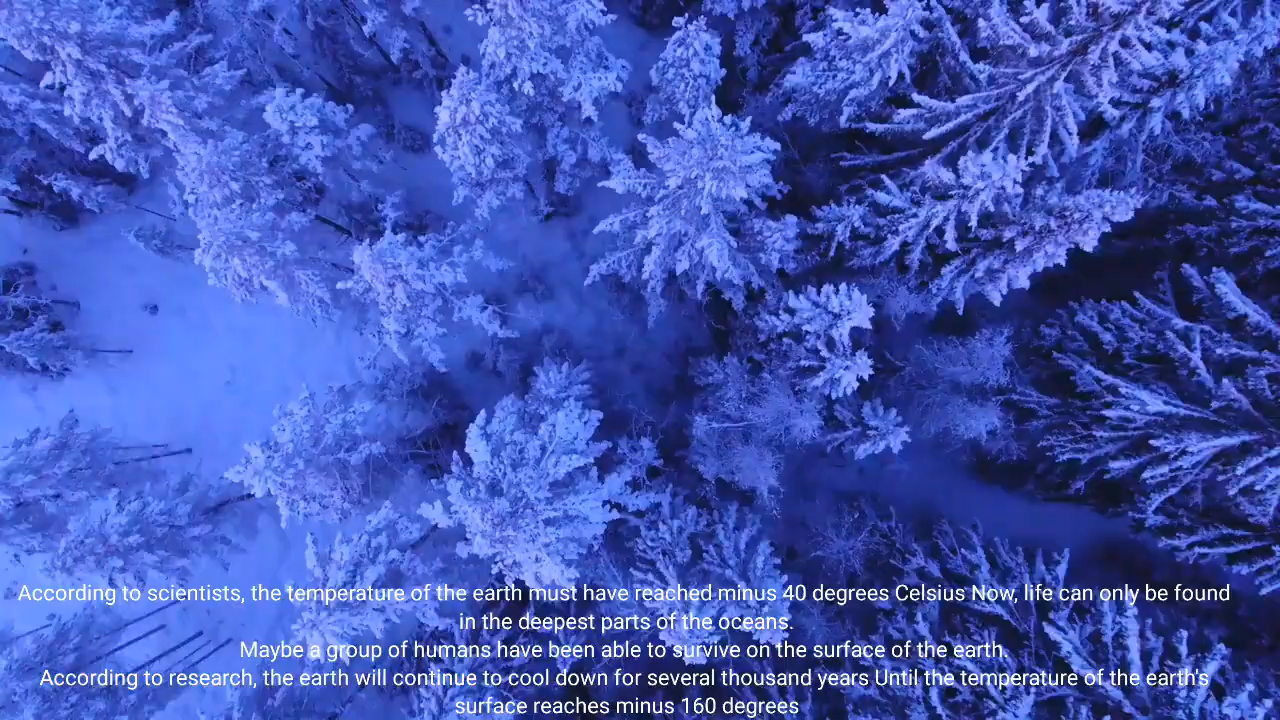 According to scientists, the temperature of the earth must have reached minus 40 degrees Celsius Now, life can only be found
in the deepest parts of the oceans.
Maybe a group of humans have been able to survive on the surface of the earth.
According to research, the earth will continue to cool down for several thousand years Until the temperature of the earth's
surface reaches minus 160 degrees